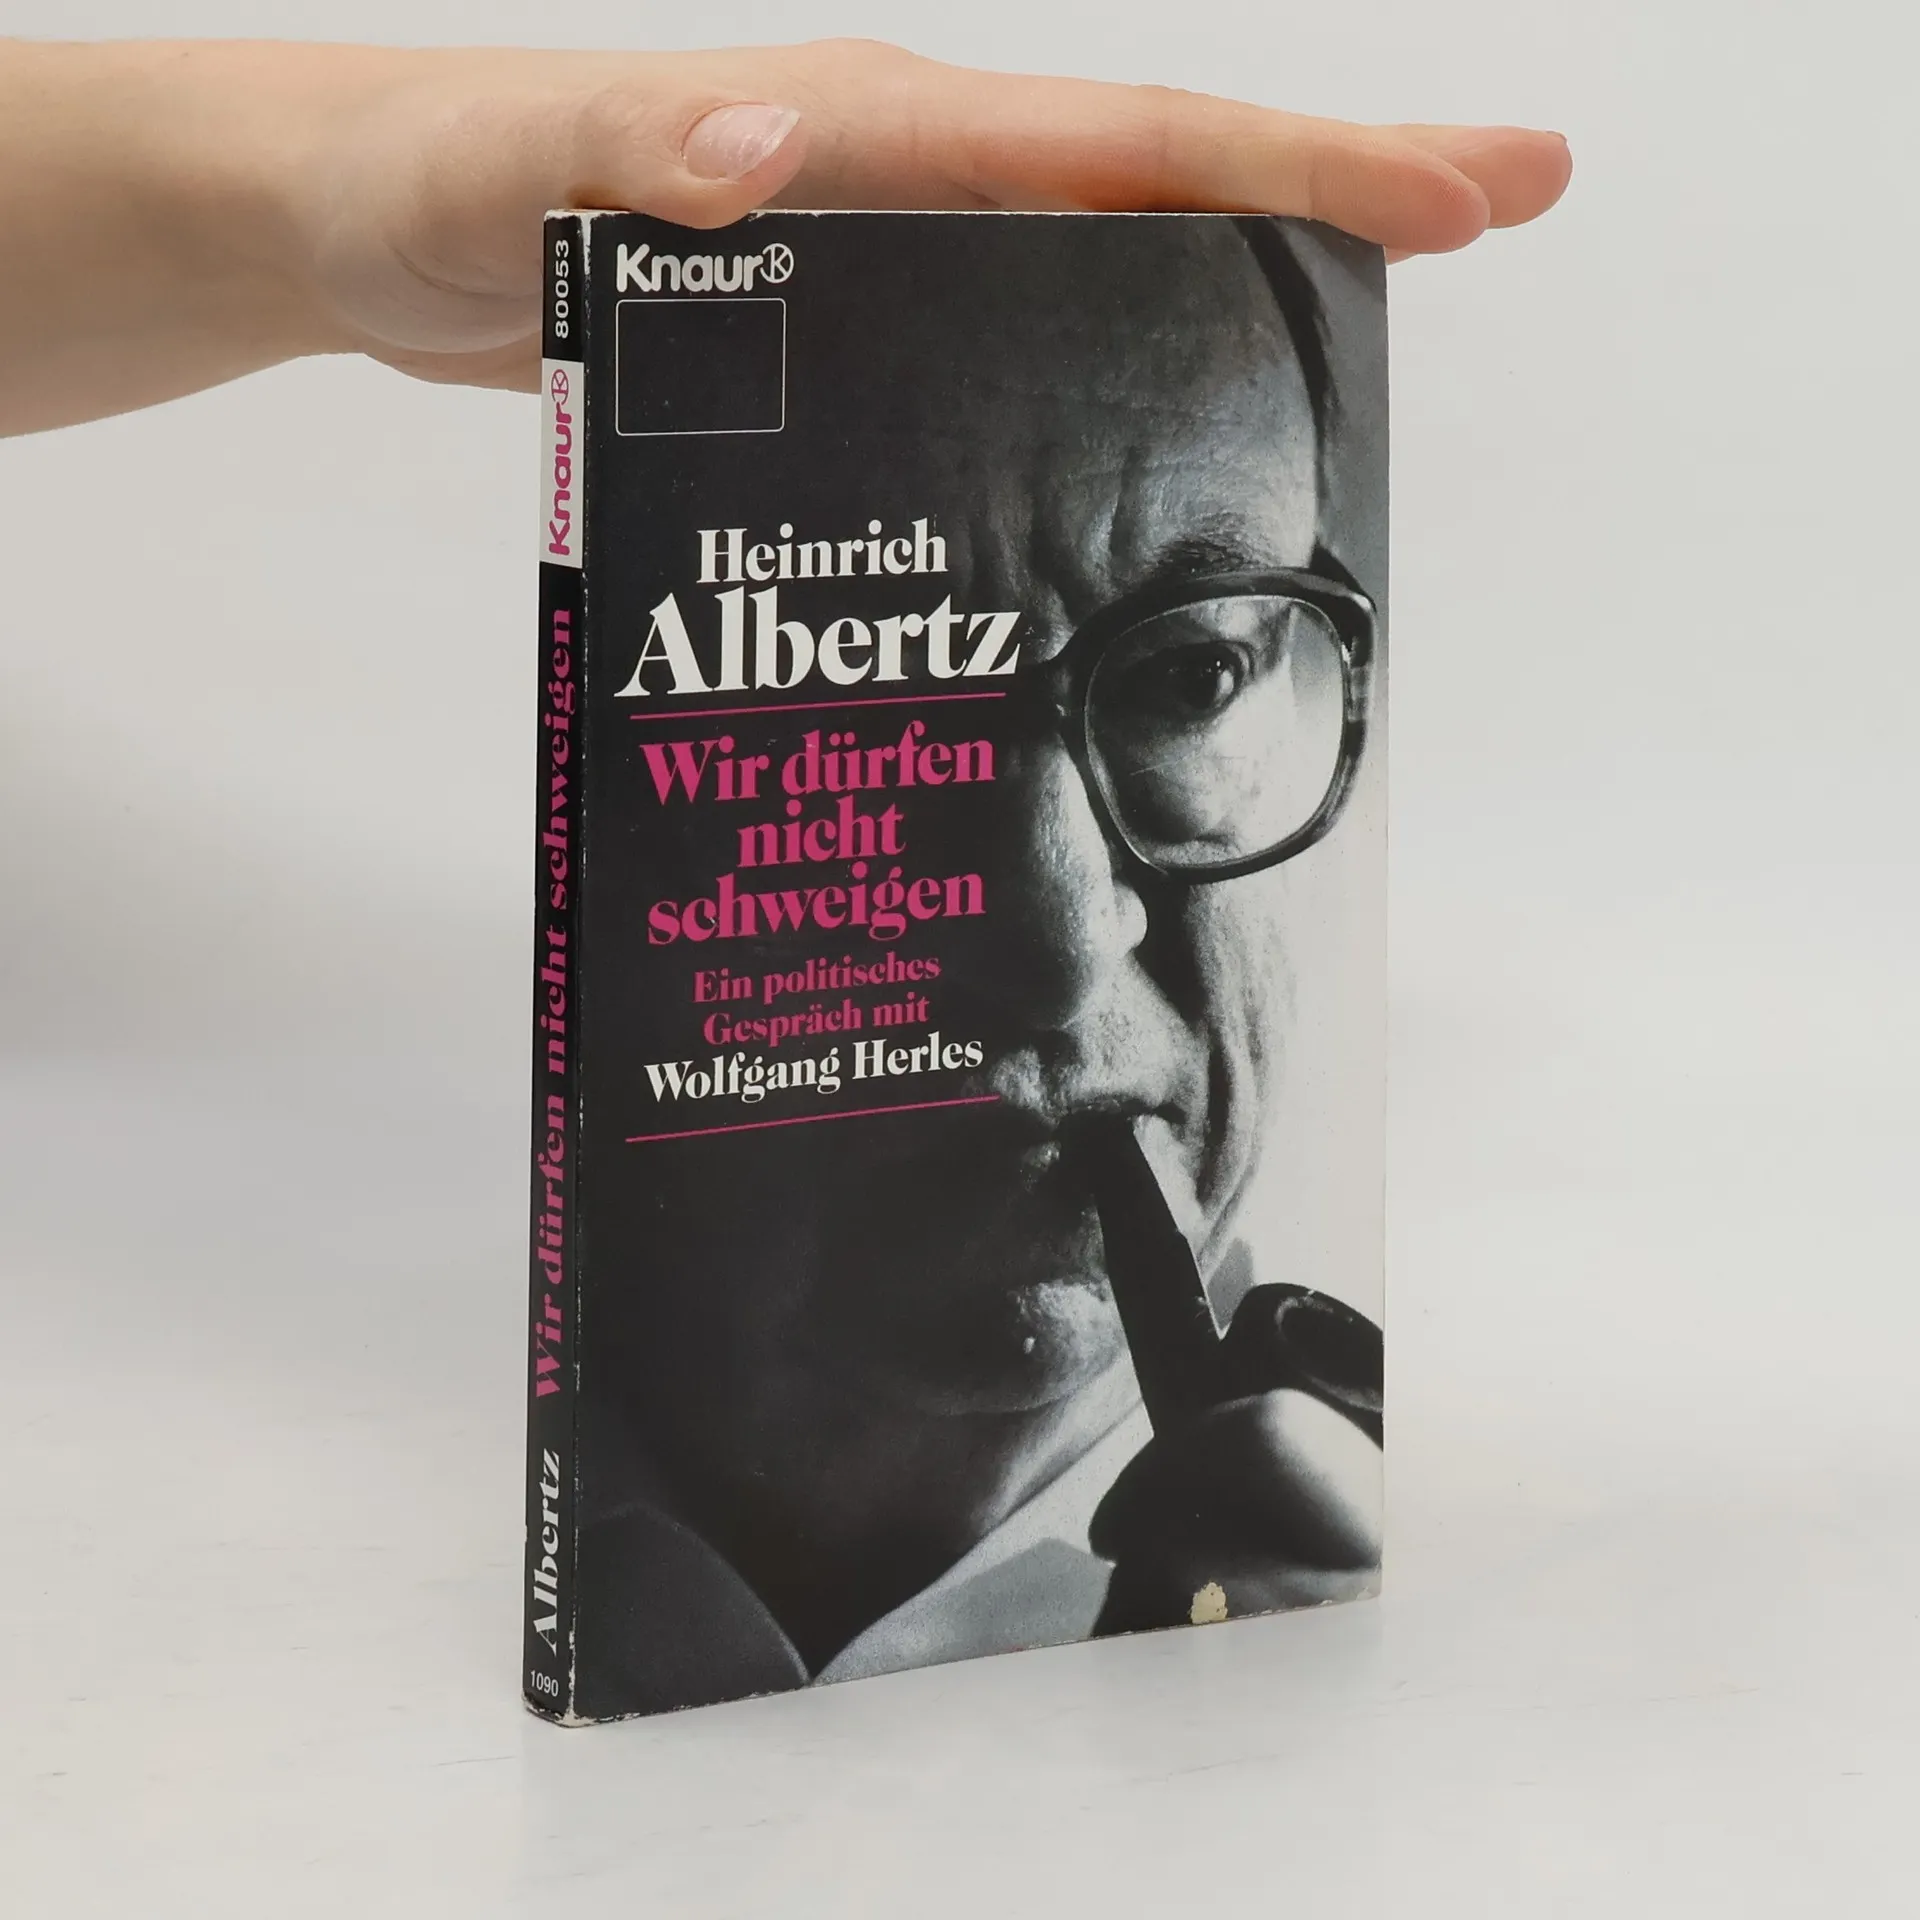 Knaur
Heinrich
Albertz
Wir dürfen
nicht
schweigen
Ein politisches
Gespräch mit
Wolfgang Herles
80053
Knaur
Wir dürfen nicht schweigen
Albertz
1090